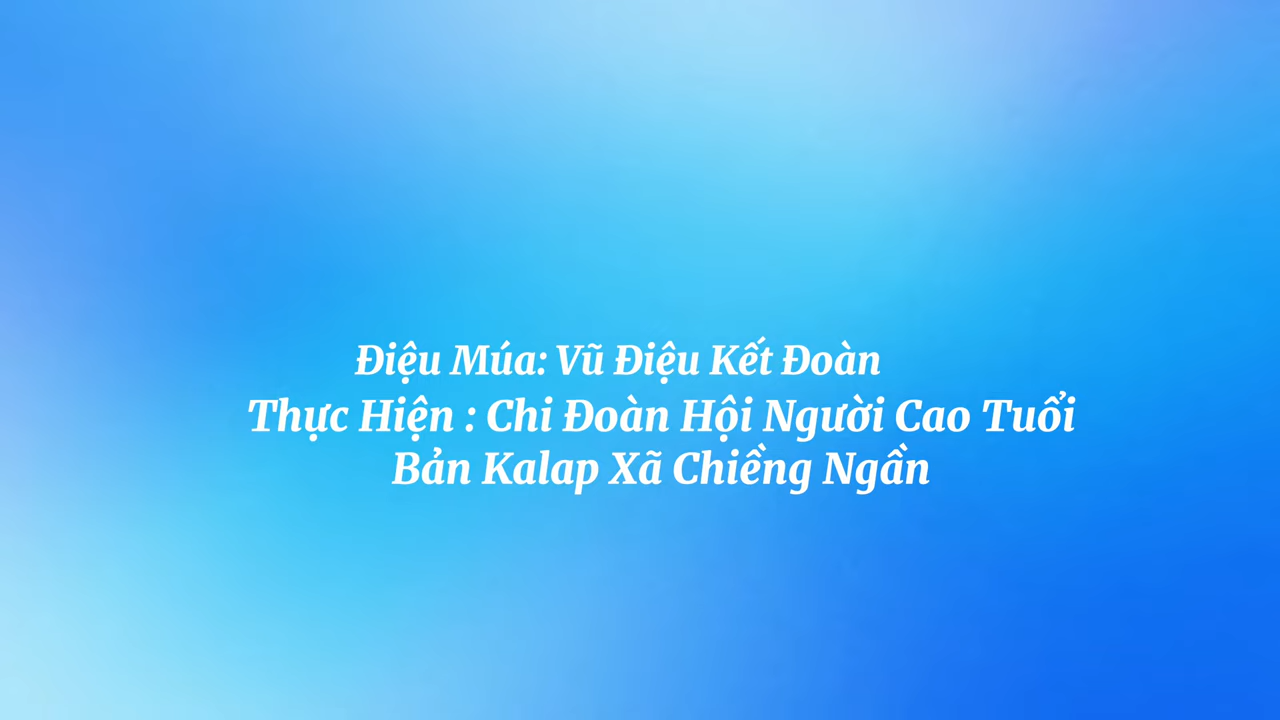 Điệu Múa: Vũ Điệu Kết Đoàn
Thực Hiện : Chi Đoàn Hội Người Cao Tuổi
Bản Kalap Xã Chiềng Ngần